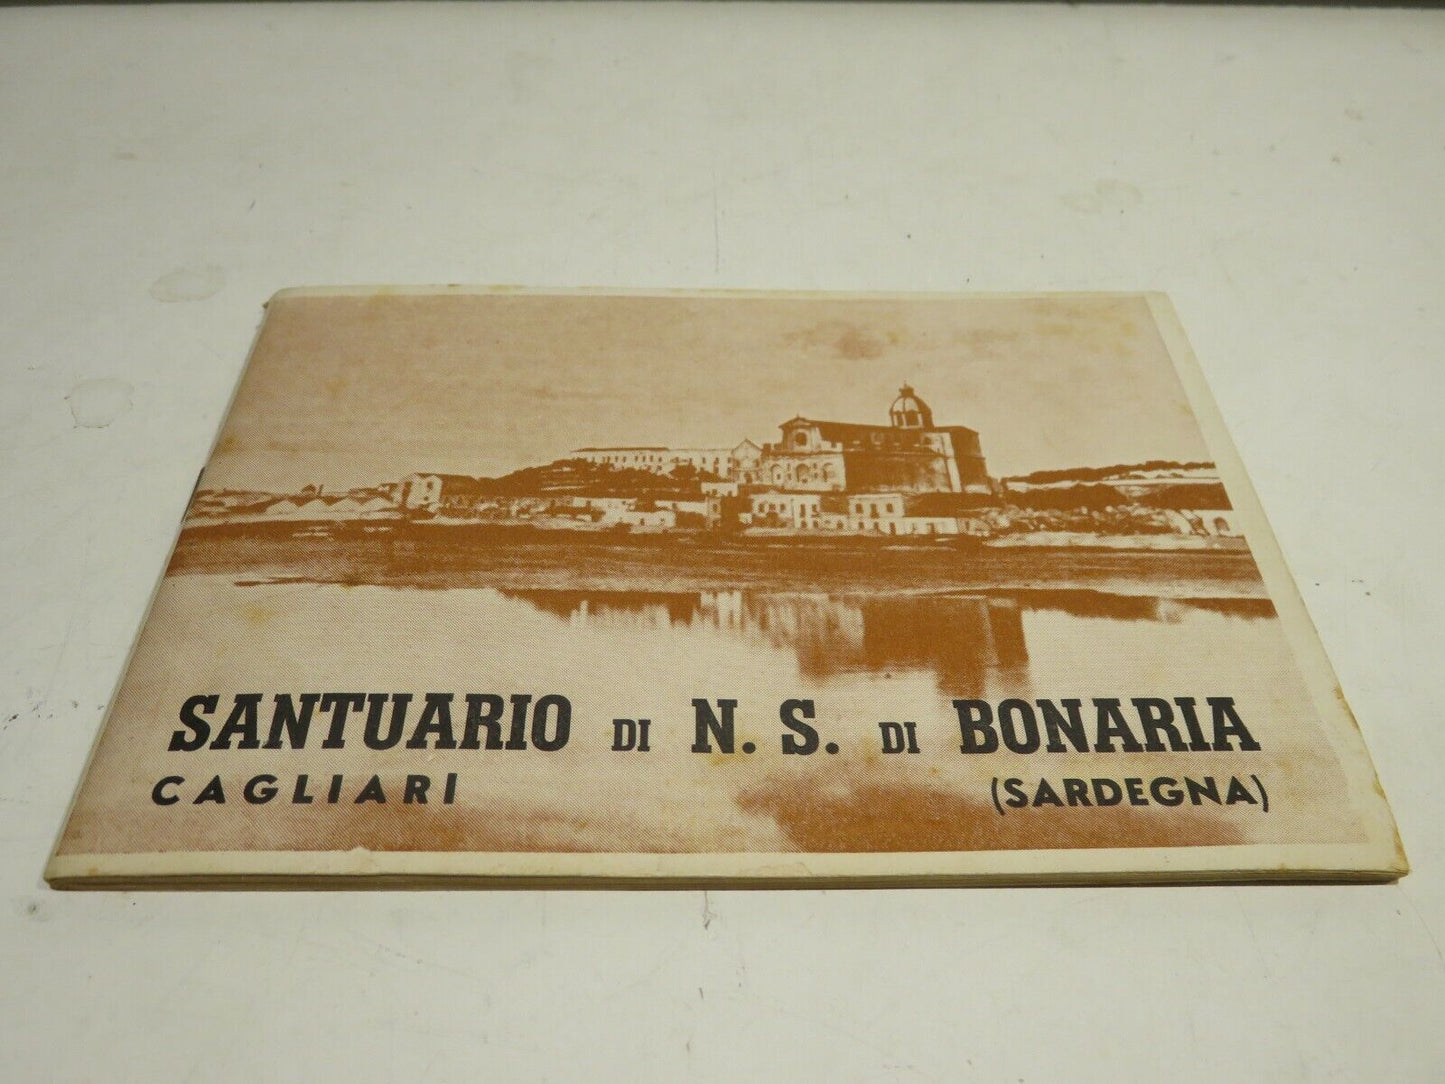 SANTUARIO DI N. S. DI BONARIA
CAGLIARI (SARDEGNA)